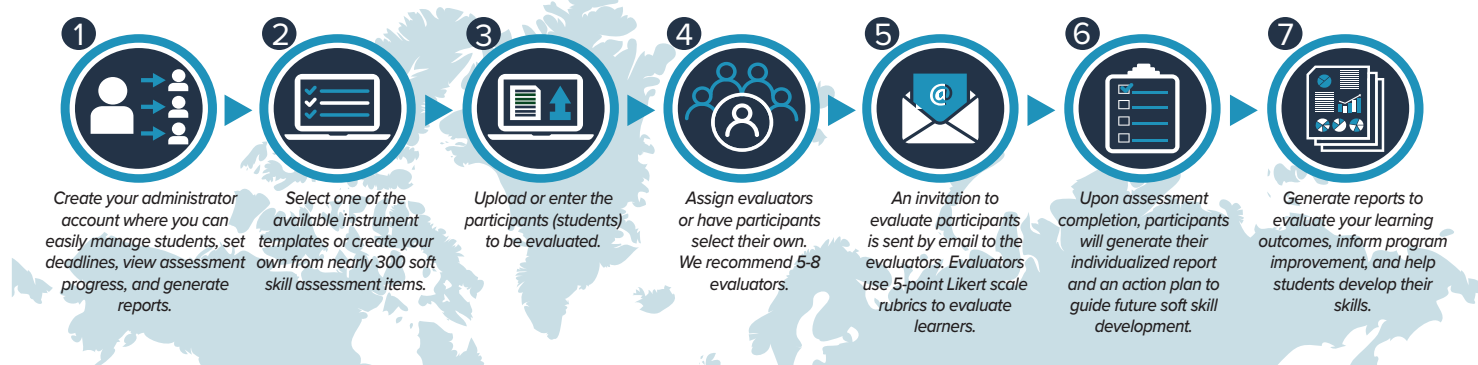 1
Create your administrator
account where you can
easily manage students, set
deadlines, view assessment
progress, and generate
reports.
2
Select one of the
available instrument
templates or create your
own from nearly 300 soft
skill assessment items.
3
Upload or enter the
participants (students)
to be evaluated.
4
Assign evaluators
or have participants
select their own.
We recommend 5-8
evaluators.
5
@
An invitation to
evaluate participants
is sent by email to the
evaluators. Evaluators
use 5-point Likert scale
rubrics to evaluate
learners.
6
Upon assessment
completion, participants
will generate their
individualized report
and an action plan to
guide future soft skill
development.
7
Generate reports to
evaluate your learning
outcomes, inform program
improvement, and help
students develop their
skills.